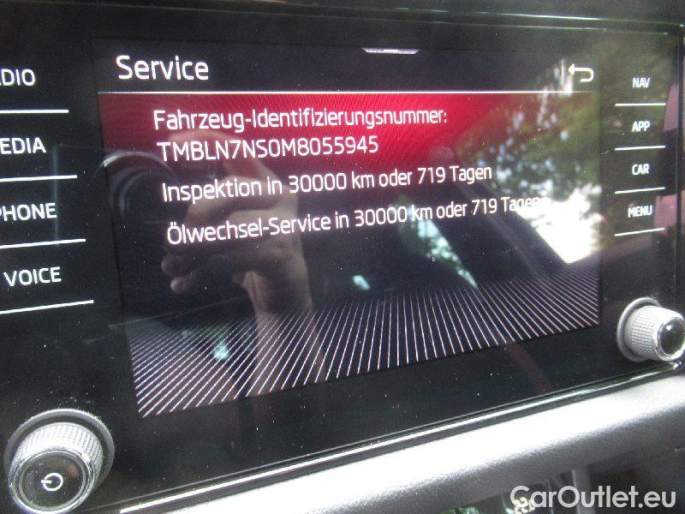 Service
Fahrzeug-Identifizierungsnummer:
TMBLN7NS0M8055945
Inspektion in 30000 km oder 719 Tagen
Ölwechsel-Service in 30000 km oder 719 Tagen
ADIO
EDIA
PHONE
VOICE
NAV
APP
CAR
MENU
CarOutlet.eu